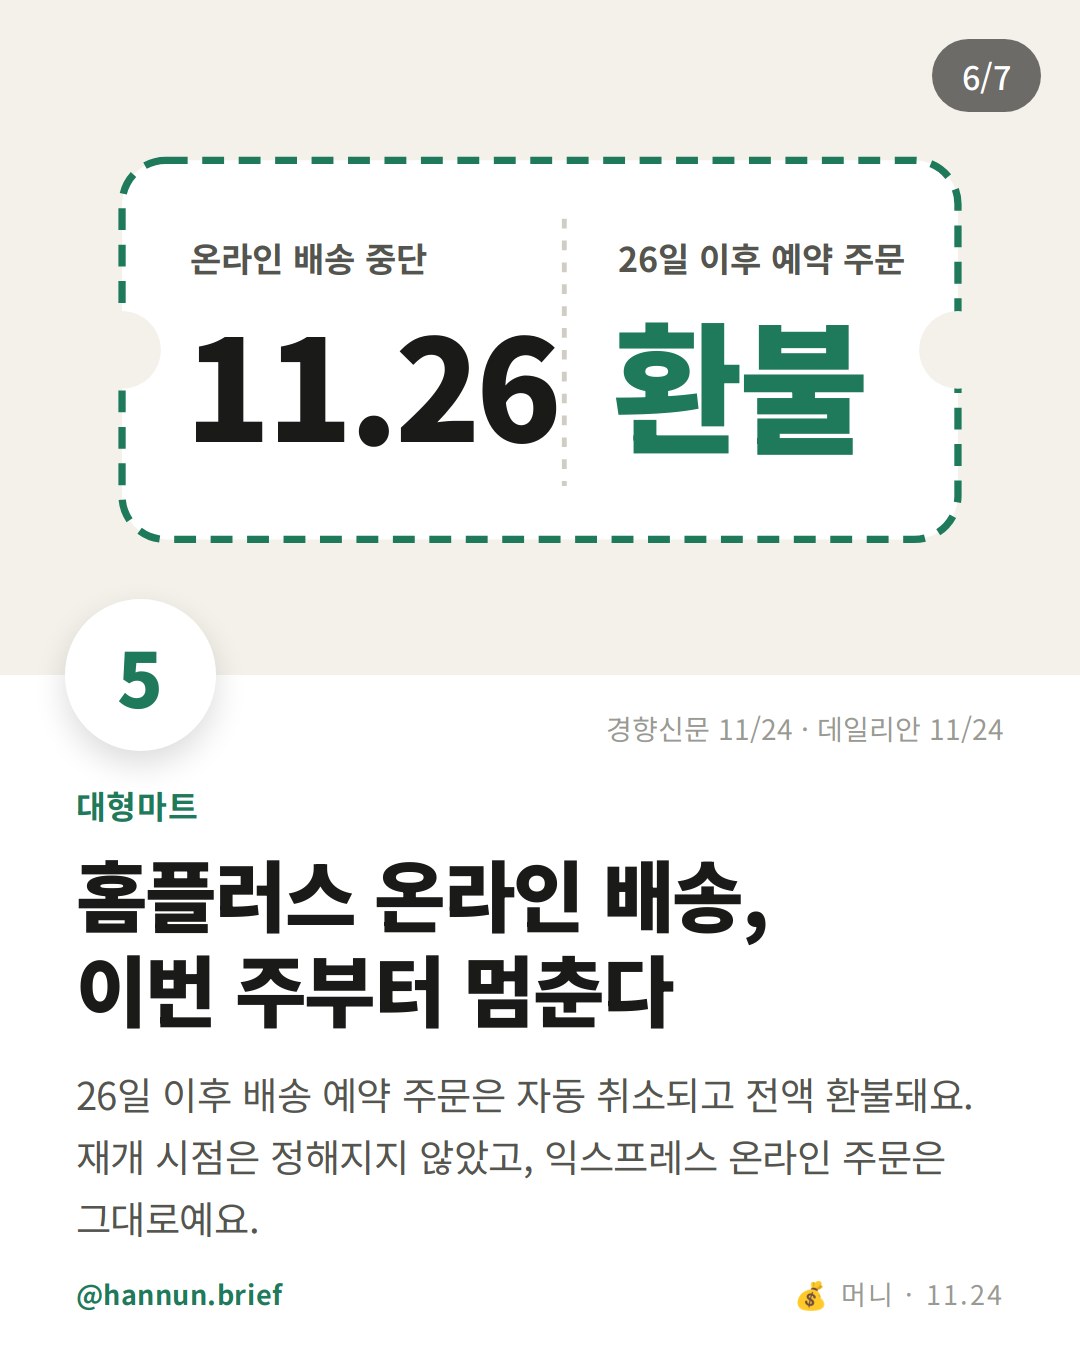 6/7
온라인 배송 중단
11.26
26일 이후 예약 주문
환불
5
경향신문 11/24 · 데일리안 11/24
대형마트
홈플러스 온라인 배송,
이번 주부터 멈춘다
26일 이후 배송 예약 주문은 자동 취소되고 전액 환불돼요.
재개 시점은 정해지지 않았고, 익스프레스 온라인 주문은
그대로예요.
@hannun.brief
💰 머니 · 11.24